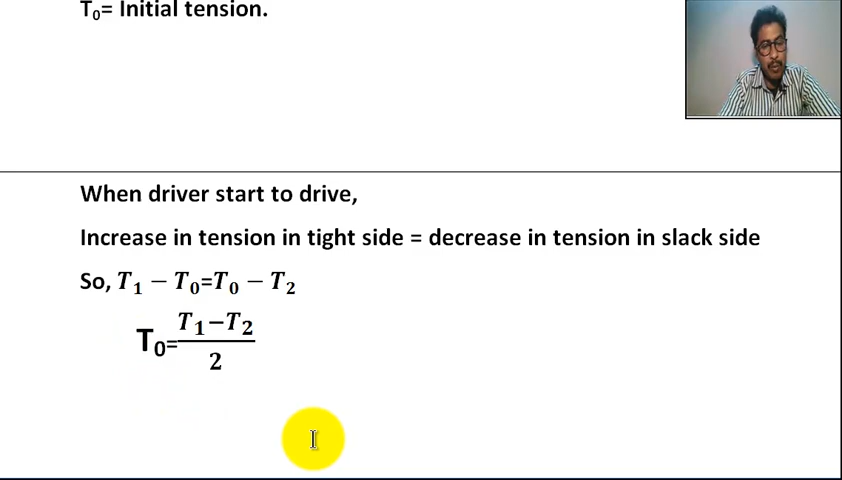 T₀= Initial tension.
When driver start to drive,
Increase in tension in tight side = decrease in tension in slack side
So, T₁ − T₀=T₀ − T₂
T₀= (T₁−T₂)/2